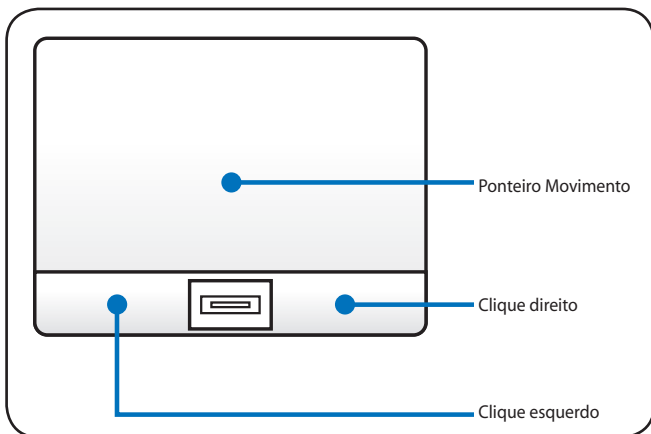 Ponteiro Movimento
Clique direito
Clique esquerdo